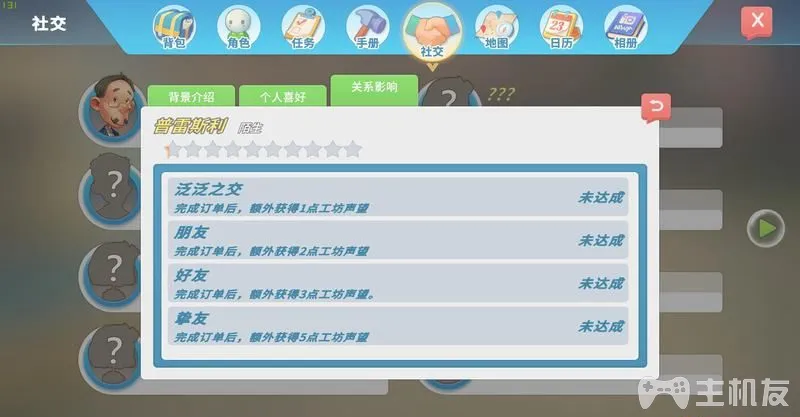 131
社交
背包
角色
任务
手册
社交
地图
日历
相册
X
背景介绍
个人喜好
关系影响
?
???
普雷斯利 陌生
泛泛之交
完成订单后，额外获得1点工坊声望
未达成
朋友
完成订单后，额外获得2点工坊声望
未达成
好友
完成订单后，额外获得3点工坊声望。
未达成
挚友
完成订单后，额外获得5点工坊声望
未达成
?
?
?
23
主机友